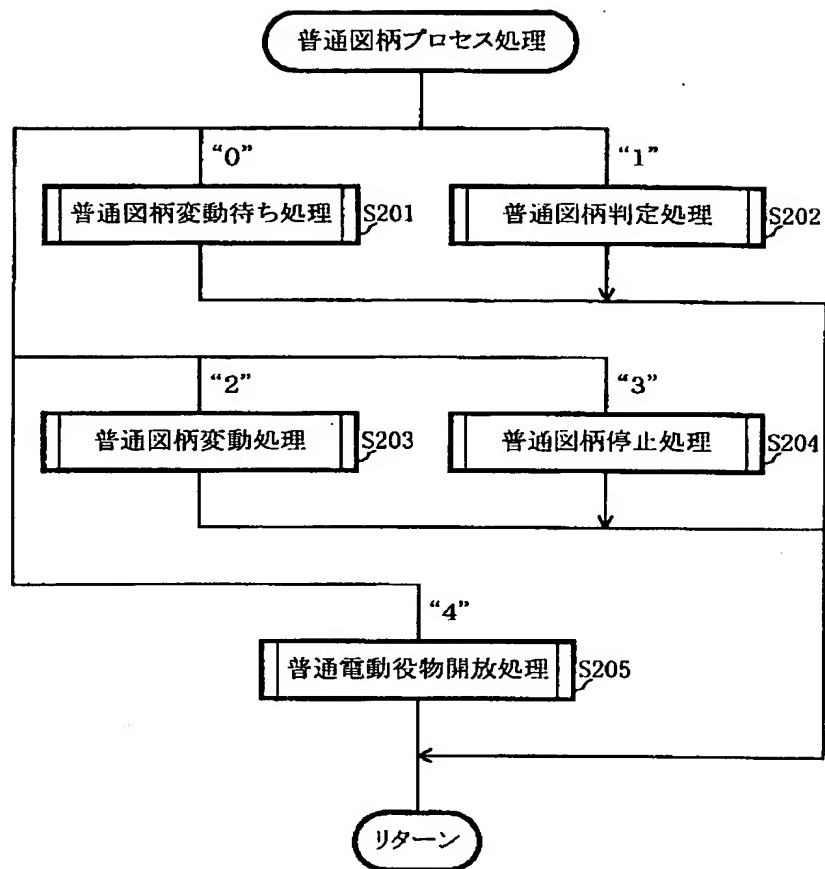 普通図柄プロセス処理
“0”
“1”
普通図柄変動待ち処理 S201
普通図柄判定処理 S202
“2”
“3”
普通図柄変動処理 S203
普通図柄停止処理 S204
“4”
普通電動役物開放処理 S205
リターン